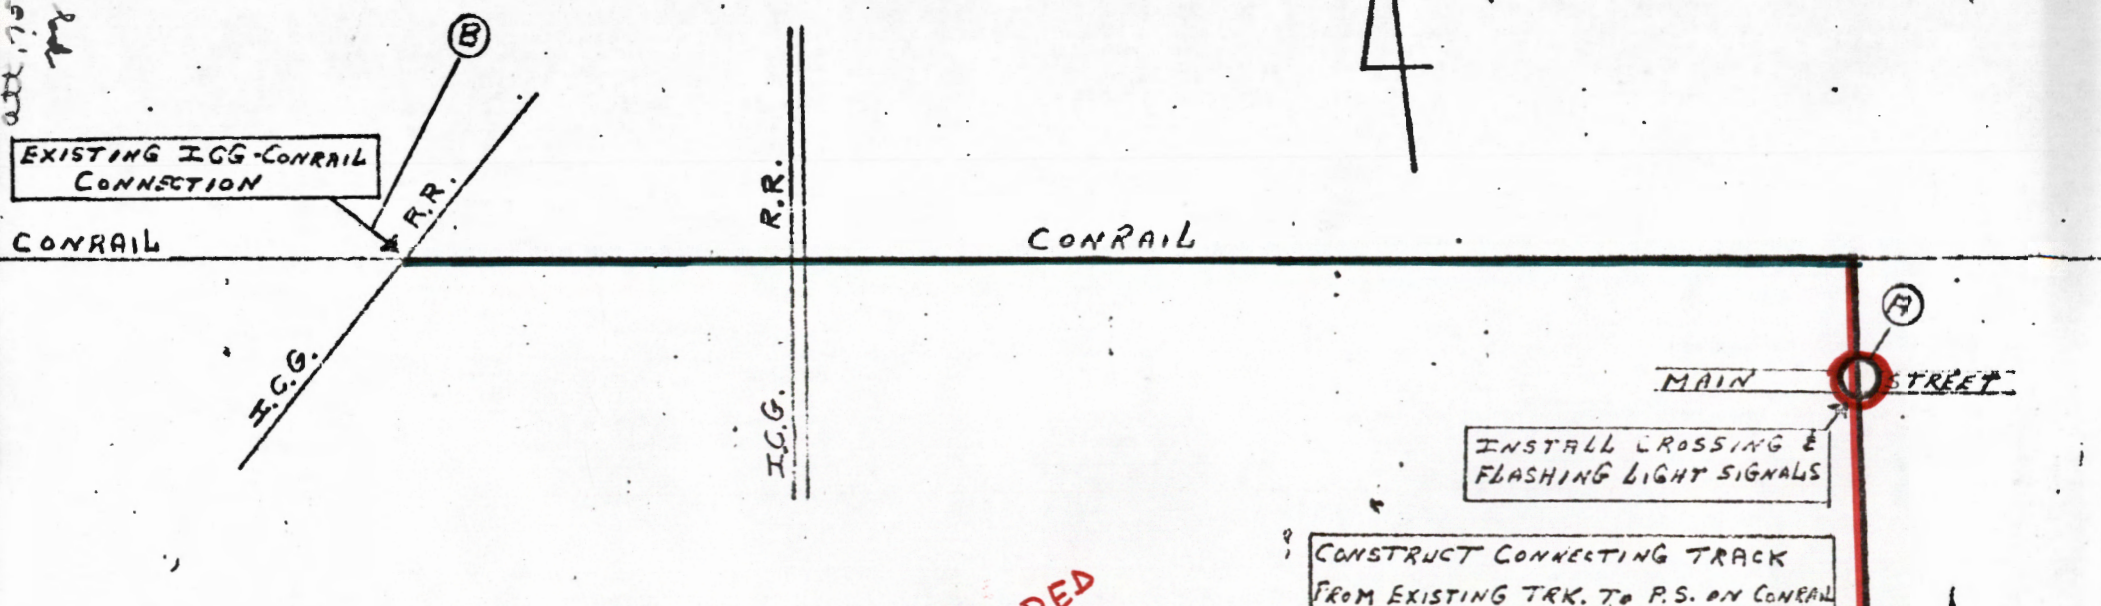 B
EXISTING ICG-CONRAIL
CONNECTION
R.R.
R.R.
CONRAIL
CONRAIL
A
I.C.G.
MAIN STREET
I.C.G.
INSTALL CROSSING &
FLASHING LIGHT SIGNALS
CONSTRUCT CONNECTING TRACK
FROM EXISTING TRK. TO P.S. ON CONRAIL